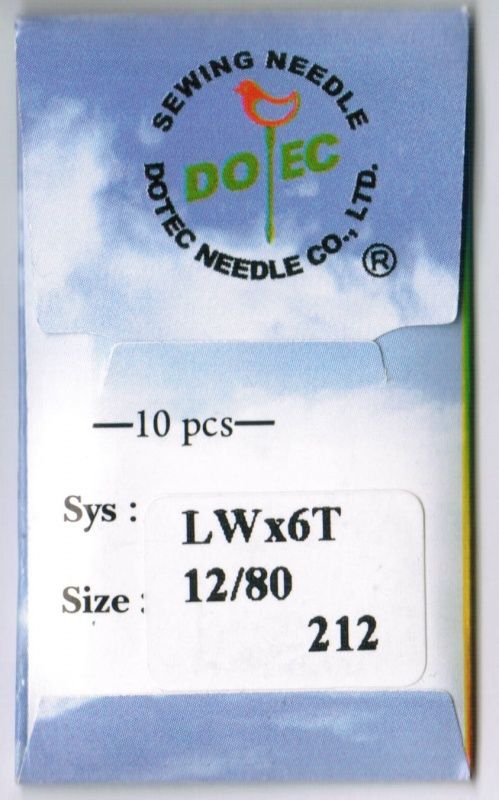 SEWING NEEDLE
DOTEC
DOTEC NEEDLE CO., LTD.
®
—10 pcs—
Sys : LWx6T
Size : 12/80
212